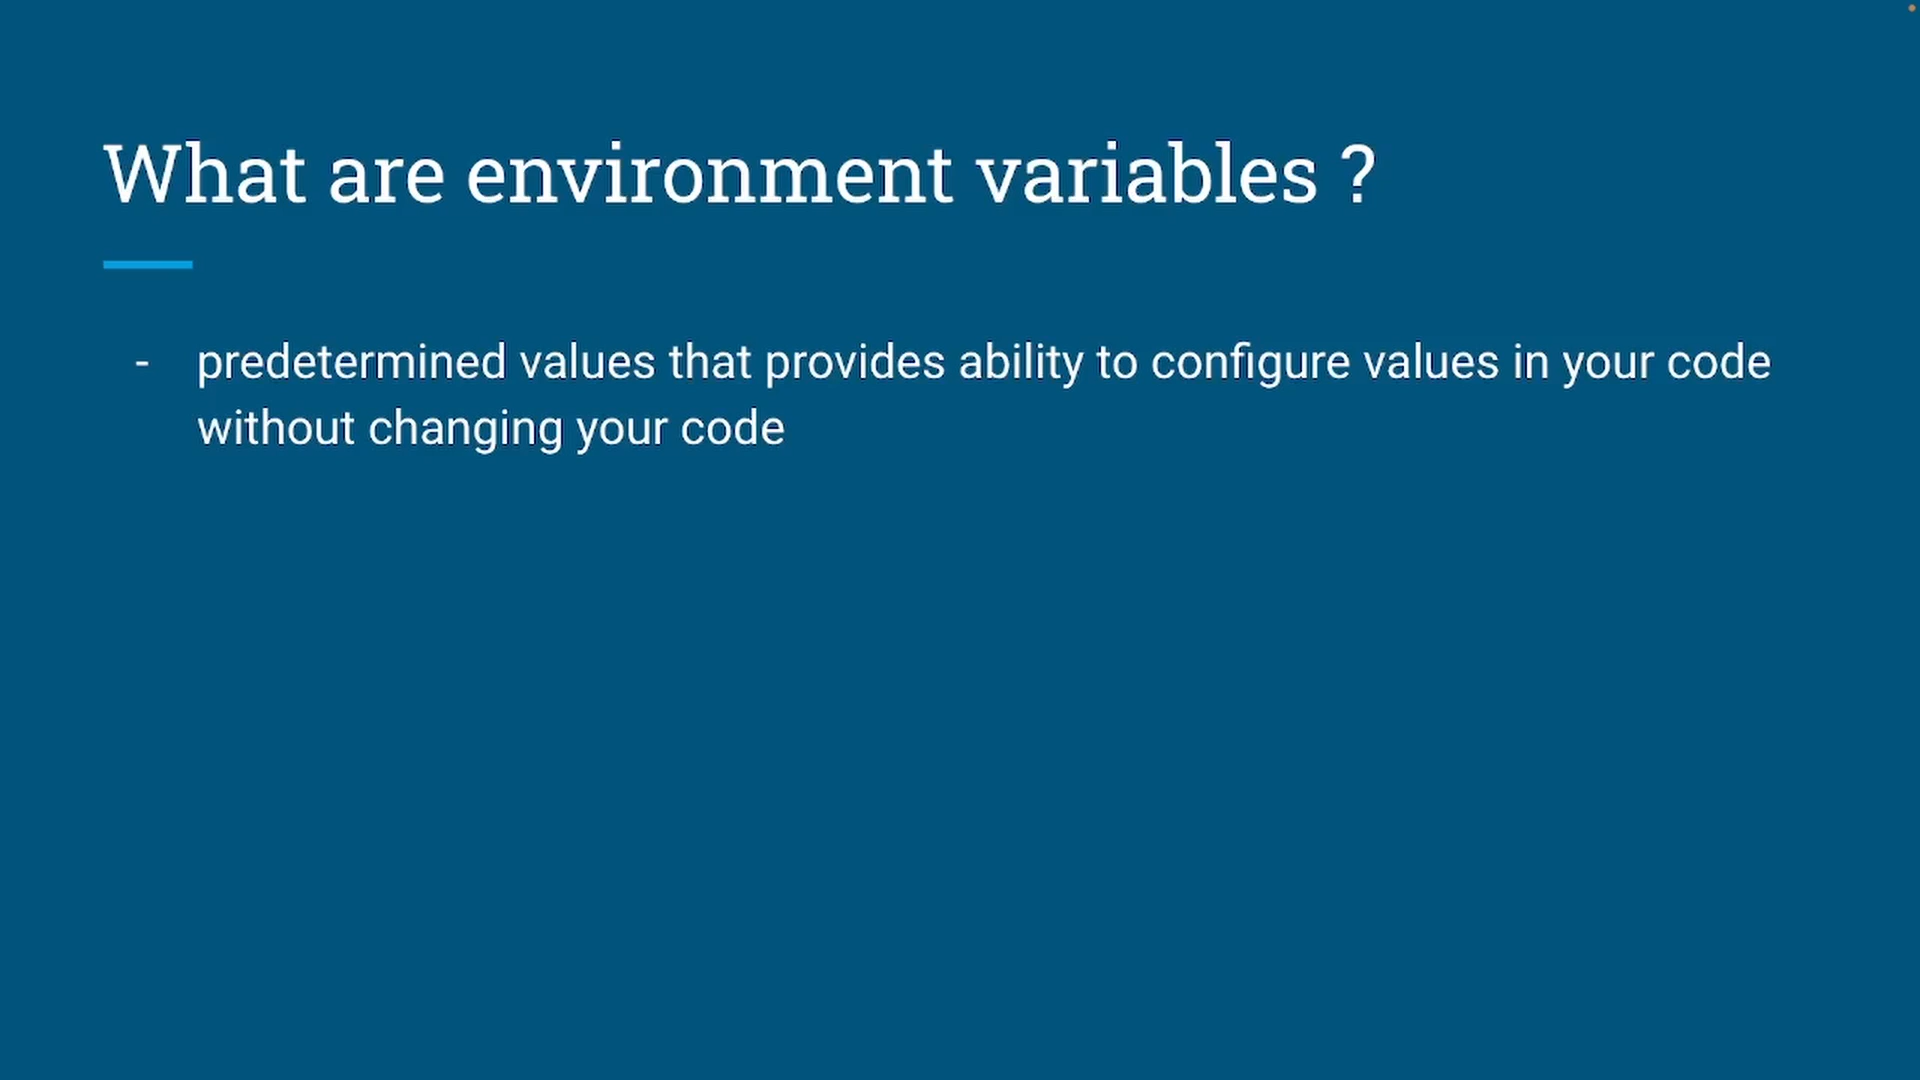 What are environment variables ?
- predetermined values that provides ability to configure values in your code
without changing your code